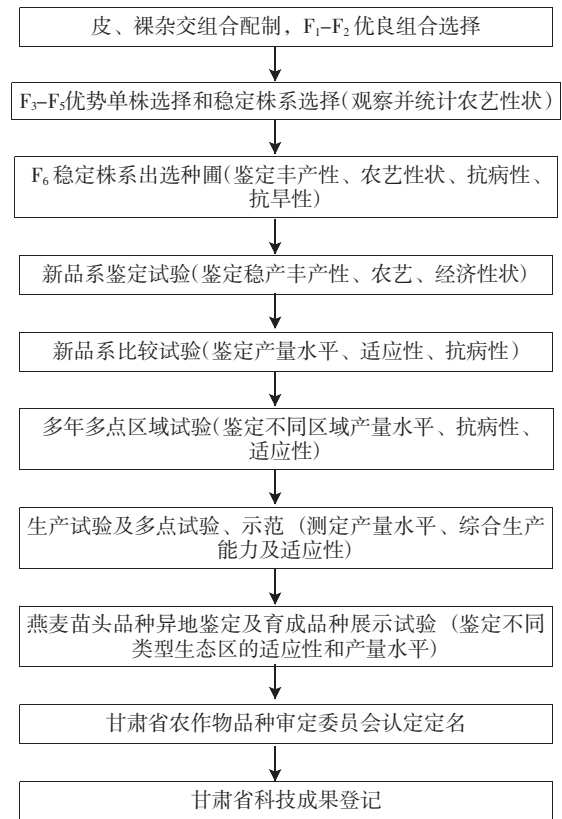 皮、裸杂交组合配制，F₁–F₂ 优良组合选择
F₃–F₅优势单株选择和稳定株系选择(观察并统计农艺性状)
F₆ 稳定株系出选种圃(鉴定丰产性、农艺性状、抗病性、
抗旱性)
新品系鉴定试验(鉴定稳产丰产性、农艺、经济性状)
新品系比较试验(鉴定产量水平、适应性、抗病性)
多年多点区域试验(鉴定不同区域产量水平、抗病性、
适应性)
生产试验及多点试验、示范 (测定产量水平、综合生产
能力及适应性)
燕麦苗头品种异地鉴定及育成品种展示试验 (鉴定不同
类型生态区的适应性和产量水平)
甘肃省农作物品种审定委员会认定定名
甘肃省科技成果登记